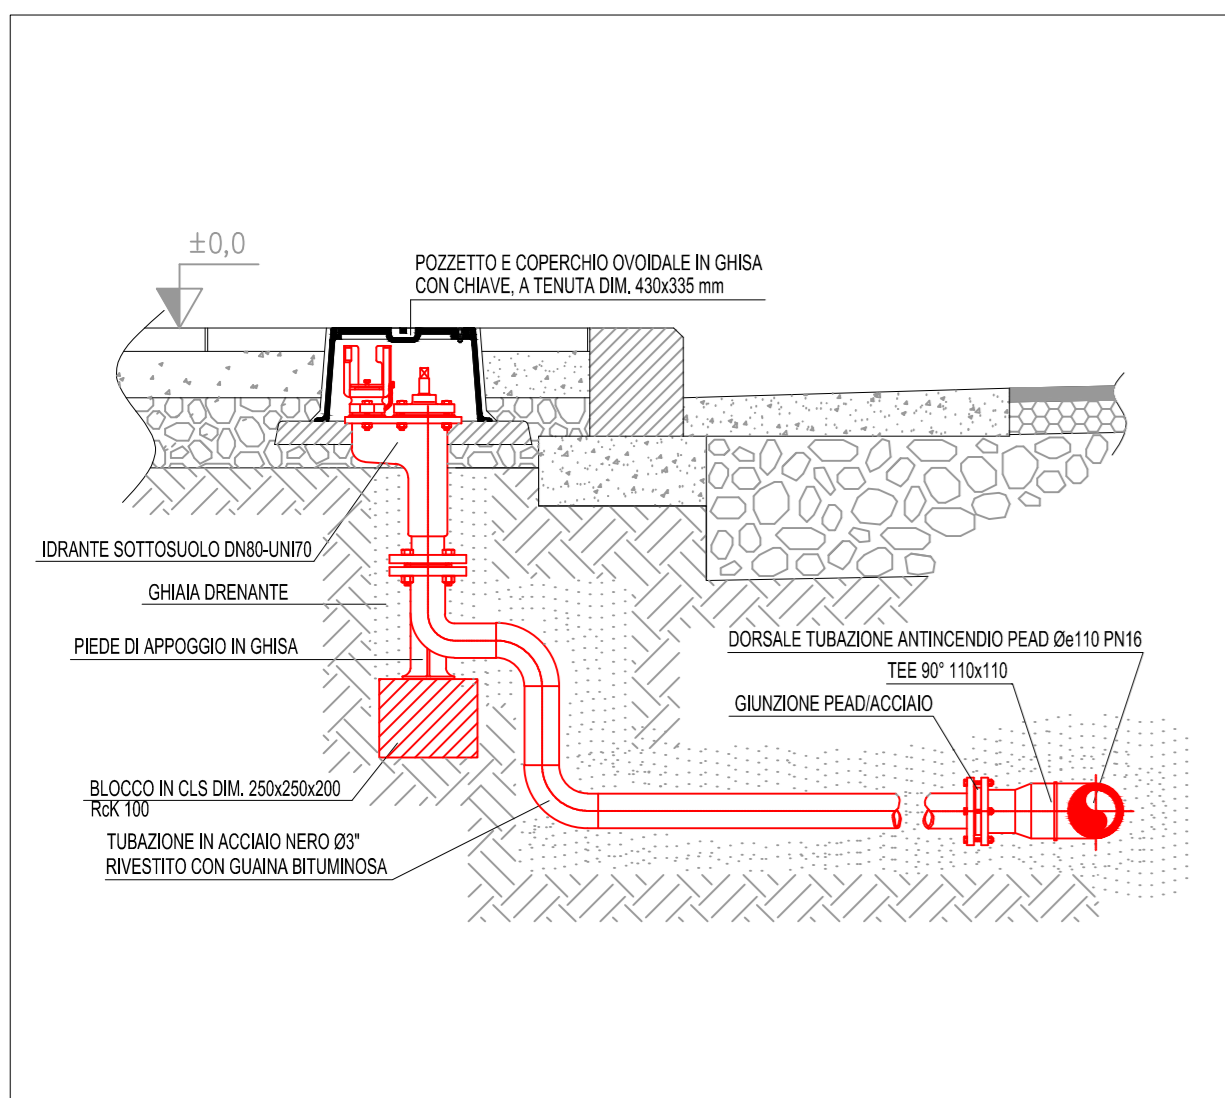 ±0,0
POZZETTO E COPERCHIO OVOIDALE IN GHISA
CON CHIAVE, A TENUTA DIM. 430x335 mm
IDRANTE SOTTOSUOLO DN80-UNI70
GHIAIA DRENANTE
PIEDE DI APPOGGIO IN GHISA
DORSALE TUBAZIONE ANTINCENDIO PEAD Øe110 PN16
TEE 90° 110x110
GIUNZIONE PEAD/ACCIAIO
BLOCCO IN CLS DIM. 250x250x200
RcK 100
TUBAZIONE IN ACCIAIO NERO Ø3"
RIVESTITO CON GUAINA BITUMINOSA